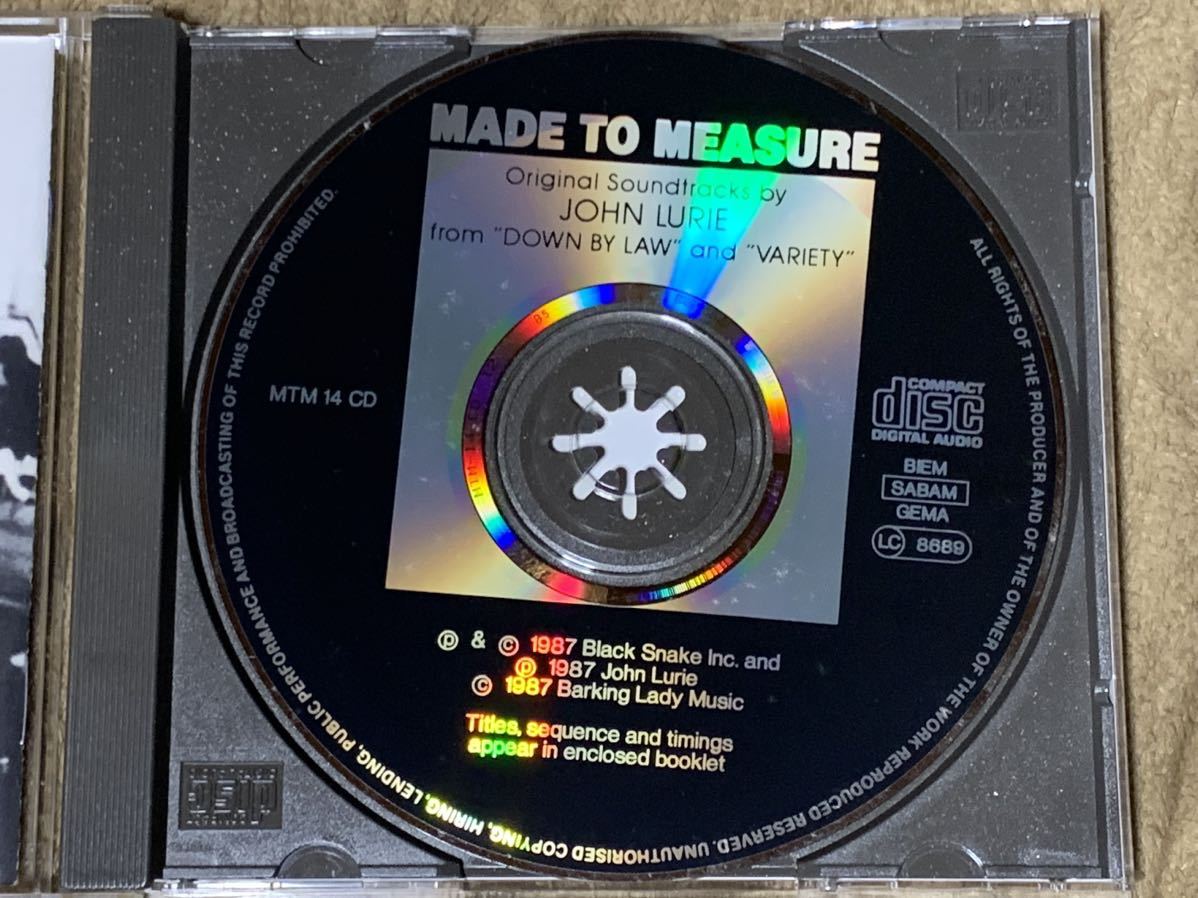 MADE TO MEASURE
Original Soundtracks by
JOHN LURIE
from "DOWN BY LAW" and "VARIETY"
MTM 14 CD
COMPACT
disc
DIGITAL AUDIO
BIEM
SABAM
GEMA
LC 8689
℗ & © 1987 Black Snake Inc. and
℗ 1987 John Lurie
© 1987 Barking Lady Music
Titles, sequence and timings
appear in enclosed booklet
ALL RIGHTS OF THE PRODUCER AND OF THE OWNER OF THE WORK REPRODUCED RESERVED. UNAUTHORISED COPYING, HIRING, LENDING, PUBLIC PERFORMANCE AND BROADCASTING OF THIS RECORD PROHIBITED.